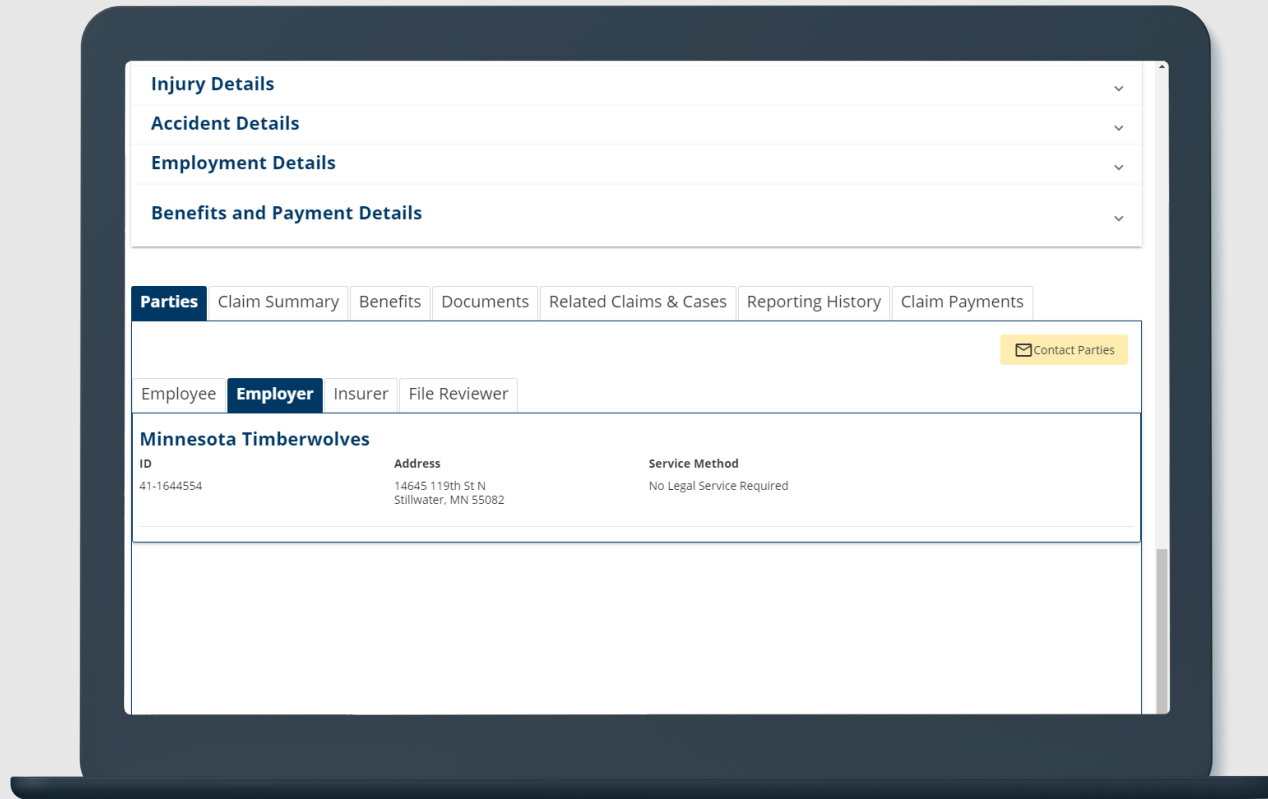 Injury Details
Accident Details
Employment Details
Benefits and Payment Details
Parties Claim Summary Benefits Documents Related Claims & Cases Reporting History Claim Payments
Contact Parties
Employee Employer Insurer File Reviewer
Minnesota Timberwolves
ID Address Service Method
41-1644554 14645 119th St N No Legal Service Required
Stillwater, MN 55082